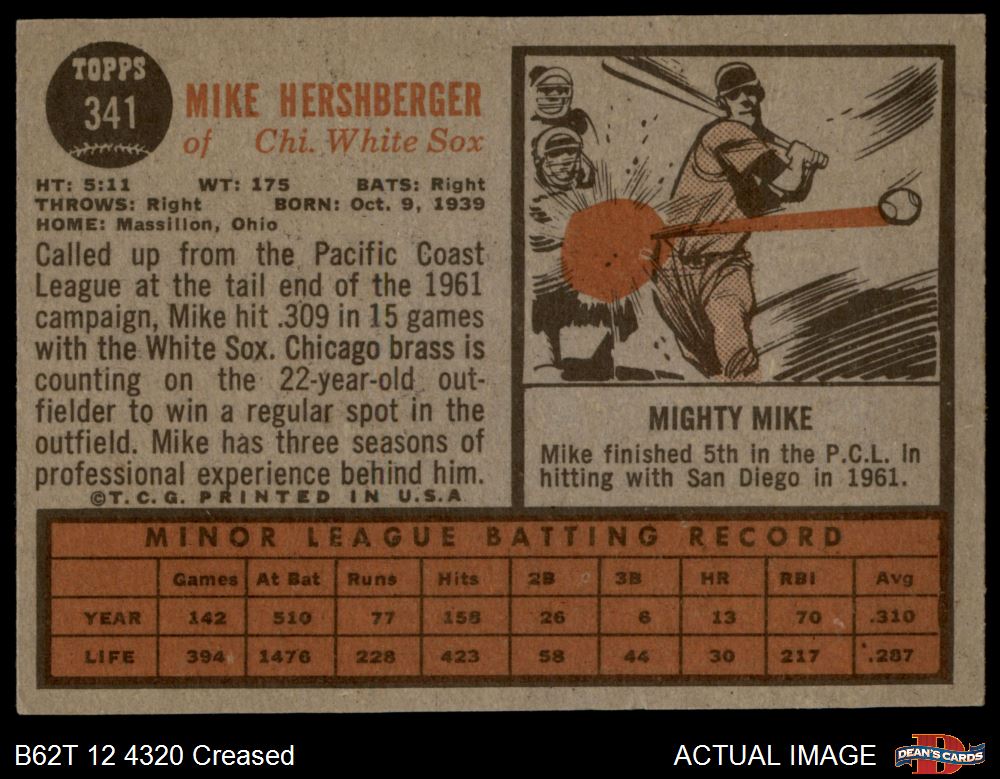 TOPPS
341
MIKE HERSHBERGER
of Chi. White Sox
HT: 5:11 WT: 175 BATS: Right
THROWS: Right BORN: Oct. 9, 1939
HOME: Massillon, Ohio
Called up from the Pacific Coast
League at the tail end of the 1961
campaign, Mike hit .309 in 15 games
with the White Sox. Chicago brass is
counting on the 22-year-old out-
fielder to win a regular spot in the
outfield. Mike has three seasons of
professional experience behind him.
©T.C.G. PRINTED IN U.S.A
MIGHTY MIKE
Mike finished 5th in the P.C.L. in
hitting with San Diego in 1961.
MINOR LEAGUE BATTING RECORD
Games At Bat Runs Hits 2B 3B HR RBI Avg
YEAR 142 510 77 158 26 6 13 70 .310
LIFE 394 1476 228 423 58 44 30 217 .287
B62T 12 4320 Creased ACTUAL IMAGE DEAN'S CARDS